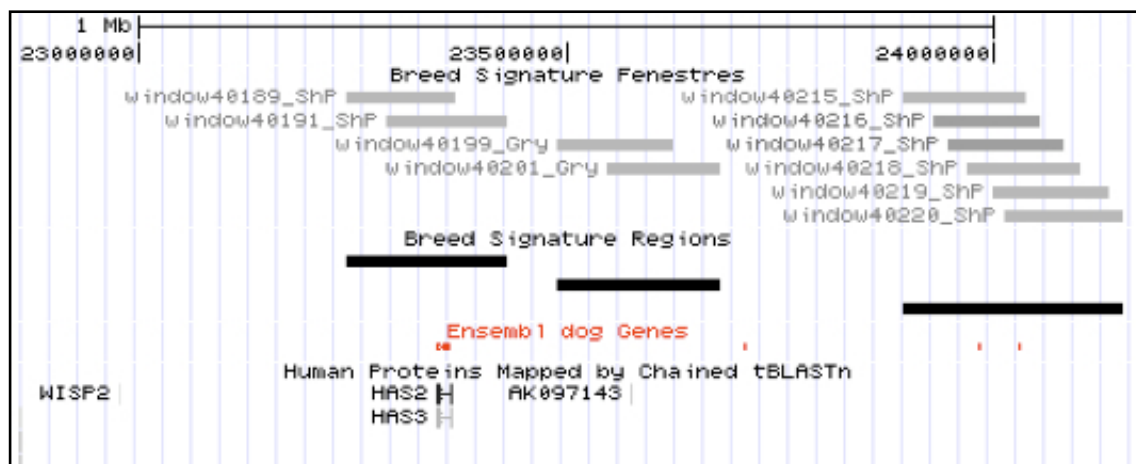 1 Mb
23000000| 23500000| 24000000|
Breed Signature Fenestres
window40189_ShP window40215_ShP
window40191_ShP window40216_ShP
window40199_Gry window40217_ShP
window40201_Gry window40218_ShP
window40219_ShP
window40220_ShP
Breed Signature Regions
Ensembl dog Genes
Human Proteins Mapped by Chained tBLASTn
WISP2 HAS2 AK097143
HAS3